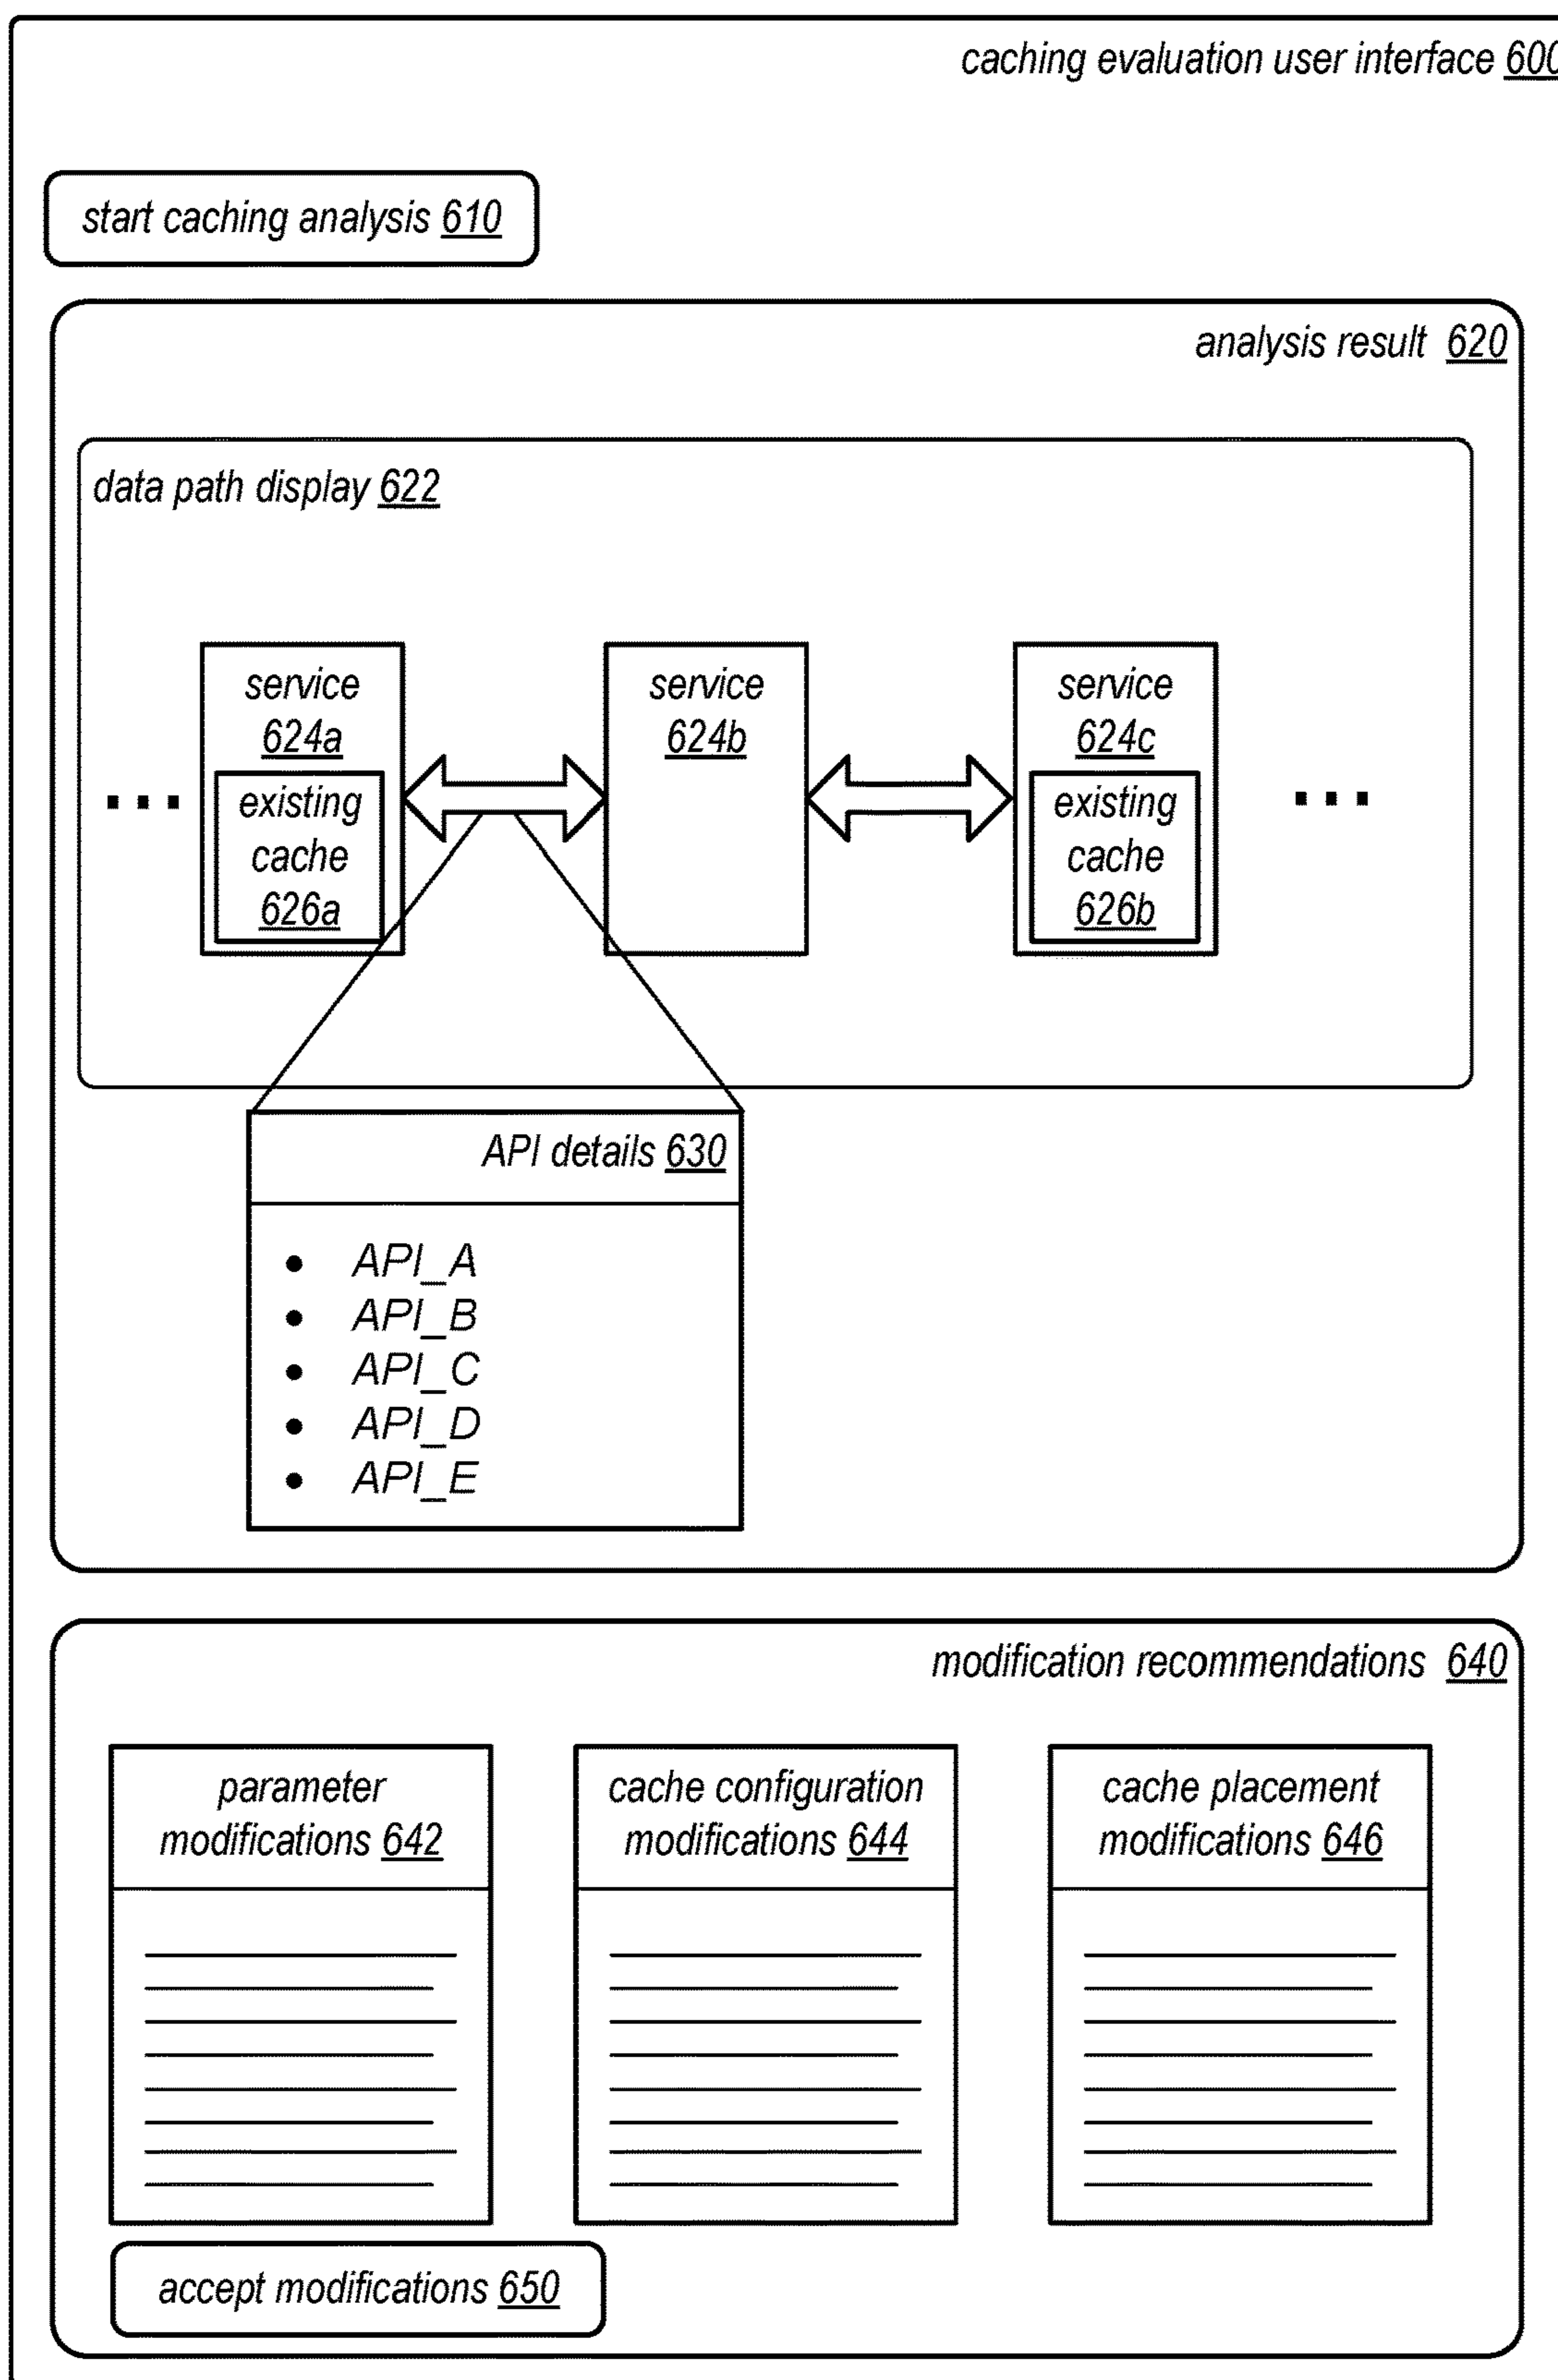 caching evaluation user interface 600
start caching analysis 610
analysis result 620
data path display 622
service
624a
existing
cache
626a
service
624b
service
624c
existing
cache
626b
...
...
API details 630
• API_A
• API_B
• API_C
• API_D
• API_E
modification recommendations 640
parameter
modifications 642
cache configuration
modifications 644
cache placement
modifications 646
accept modifications 650